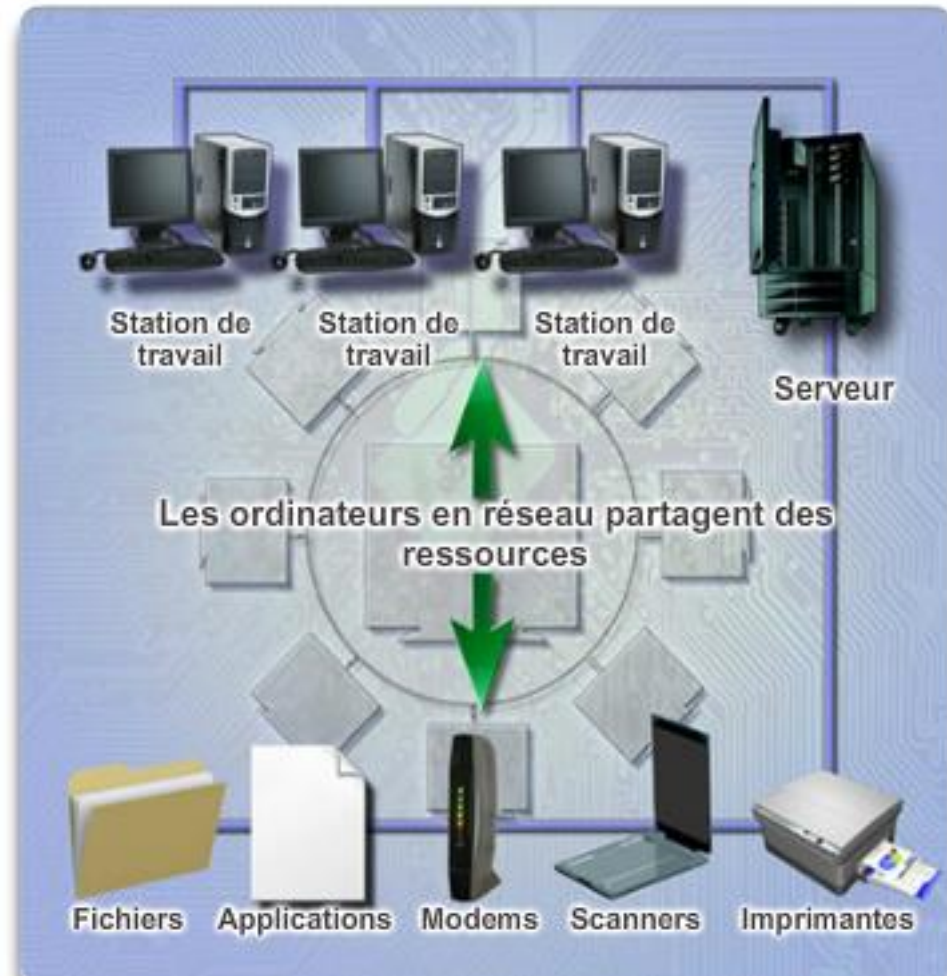 Station de
travail
Station de
travail
Station de
travail
Serveur
Les ordinateurs en réseau partagent des
ressources
Fichiers
Applications
Modems
Scanners
Imprimantes